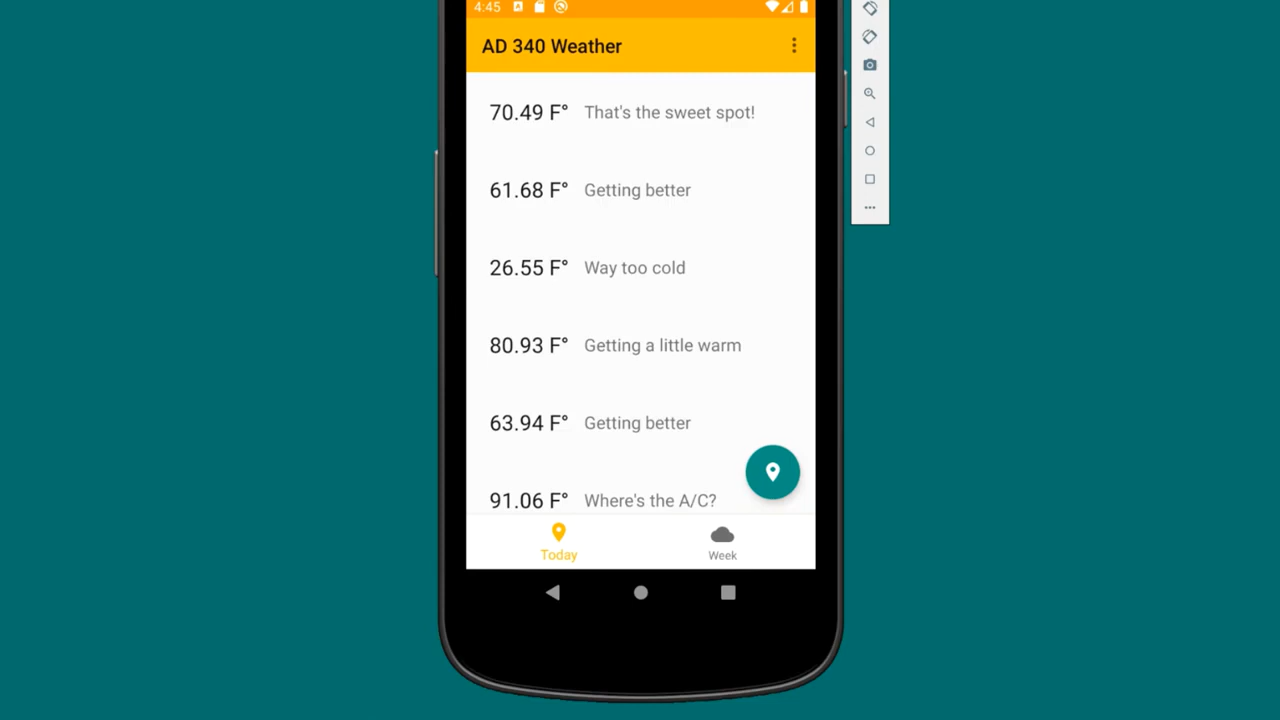 4:45
AD 340 Weather
70.49 F° That's the sweet spot!
61.68 F° Getting better
26.55 F° Way too cold
80.93 F° Getting a little warm
63.94 F° Getting better
91.06 F° Where's the A/C?
Today Week